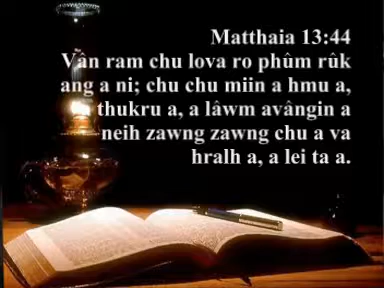 Matthaia 13:44
Vân ram chu lova ro phûm rûk
ang a ni; chu chu miin a hmu a,
thukru a, a lâwm avângin a
neih zawng zawng chu a va
hralh a, a lei ta a.